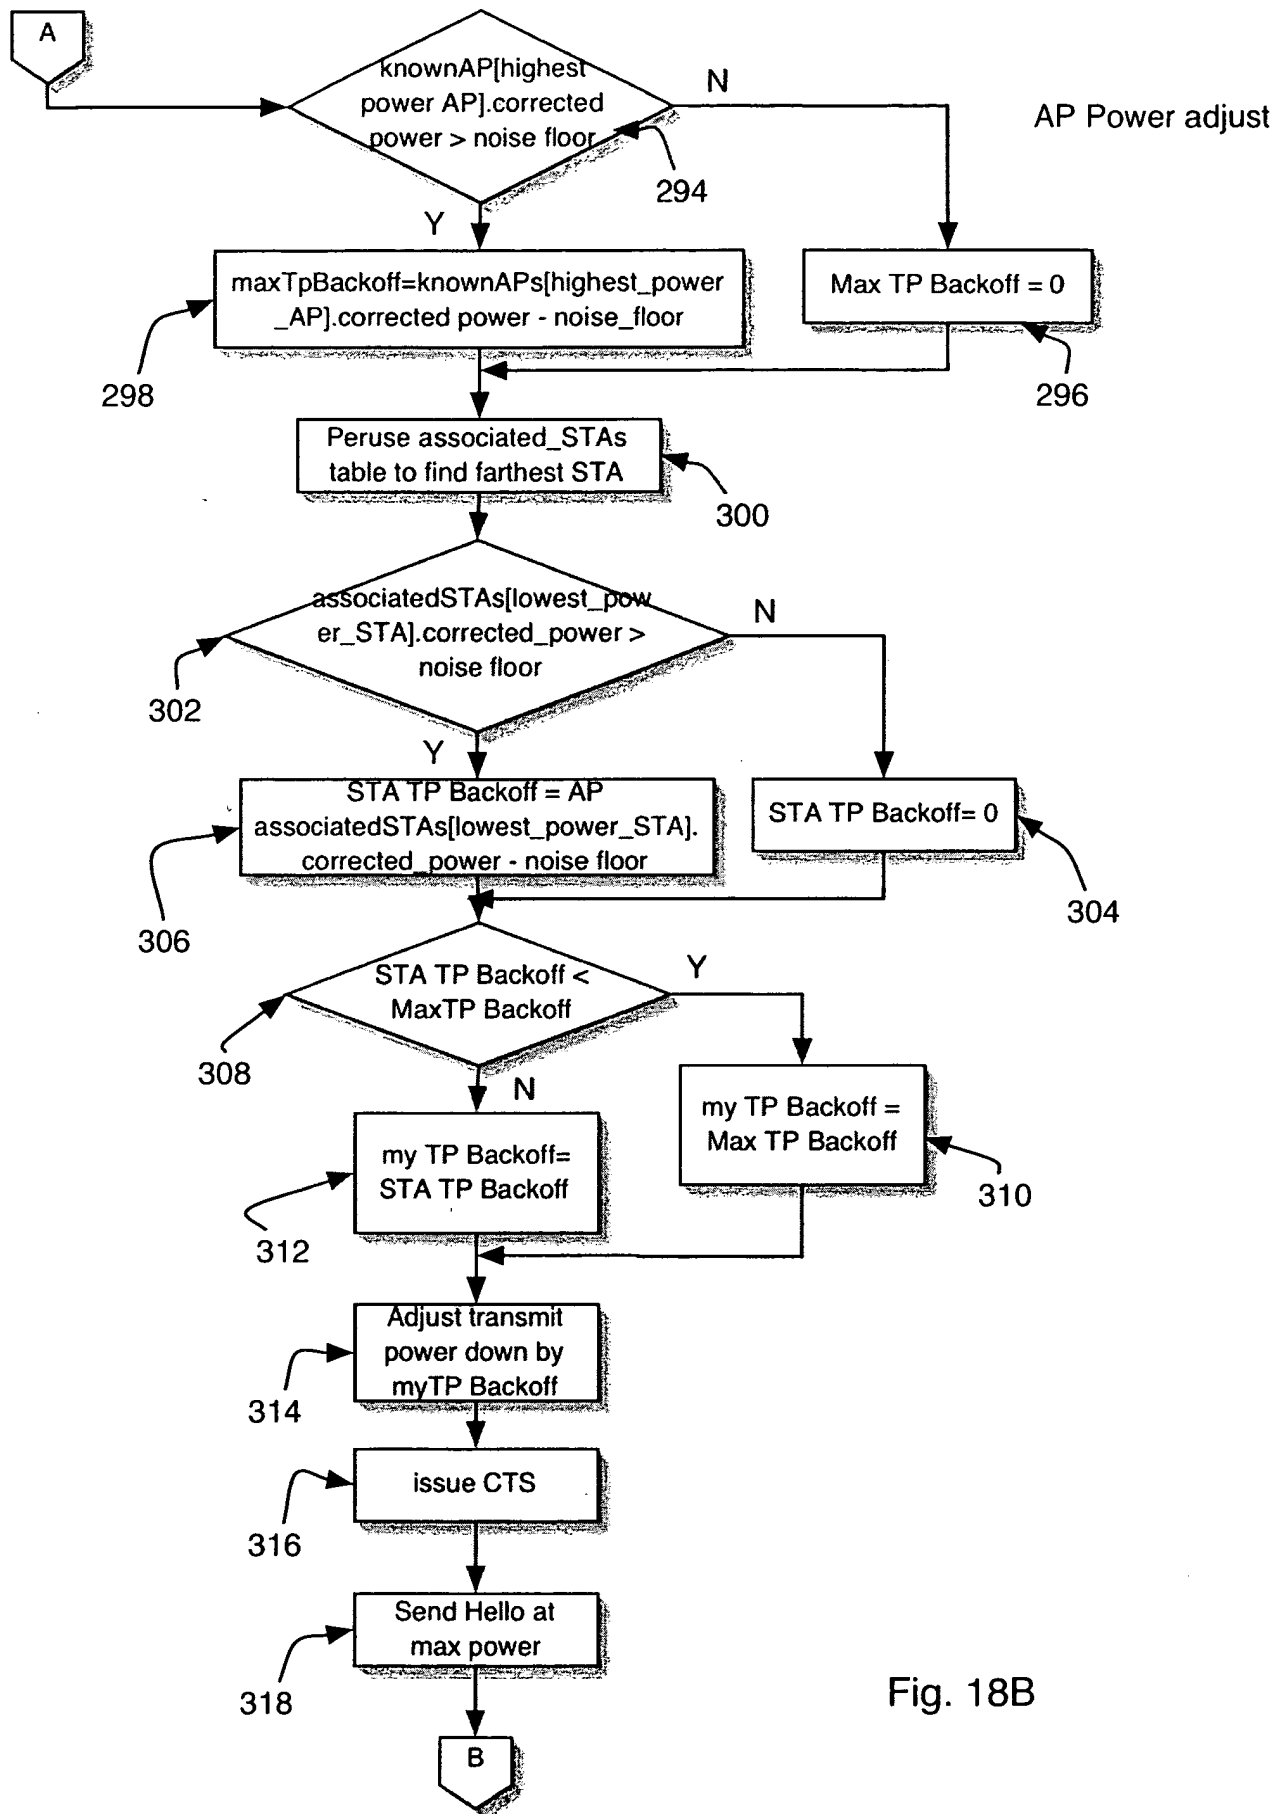 A
knownAP[highest
power AP].corrected
power > noise floor
N
AP Power adjust
294
Y
maxTpBackoff=knownAPs[highest_power
_AP].corrected power - noise_floor
Max TP Backoff = 0
298
296
Peruse associated_STAs
table to find farthest STA
300
associatedSTAs[lowest_pow
er_STA].corrected_power >
noise floor
N
302
Y
STA TP Backoff = AP
associatedSTAs[lowest_power_STA].
corrected_power - noise floor
STA TP Backoff= 0
306
304
STA TP Backoff <
MaxTP Backoff
Y
308
N
my TP Backoff =
Max TP Backoff
my TP Backoff=
STA TP Backoff
310
312
Adjust transmit
power down by
myTP Backoff
314
issue CTS
316
Send Hello at
max power
318
Fig. 18B
B